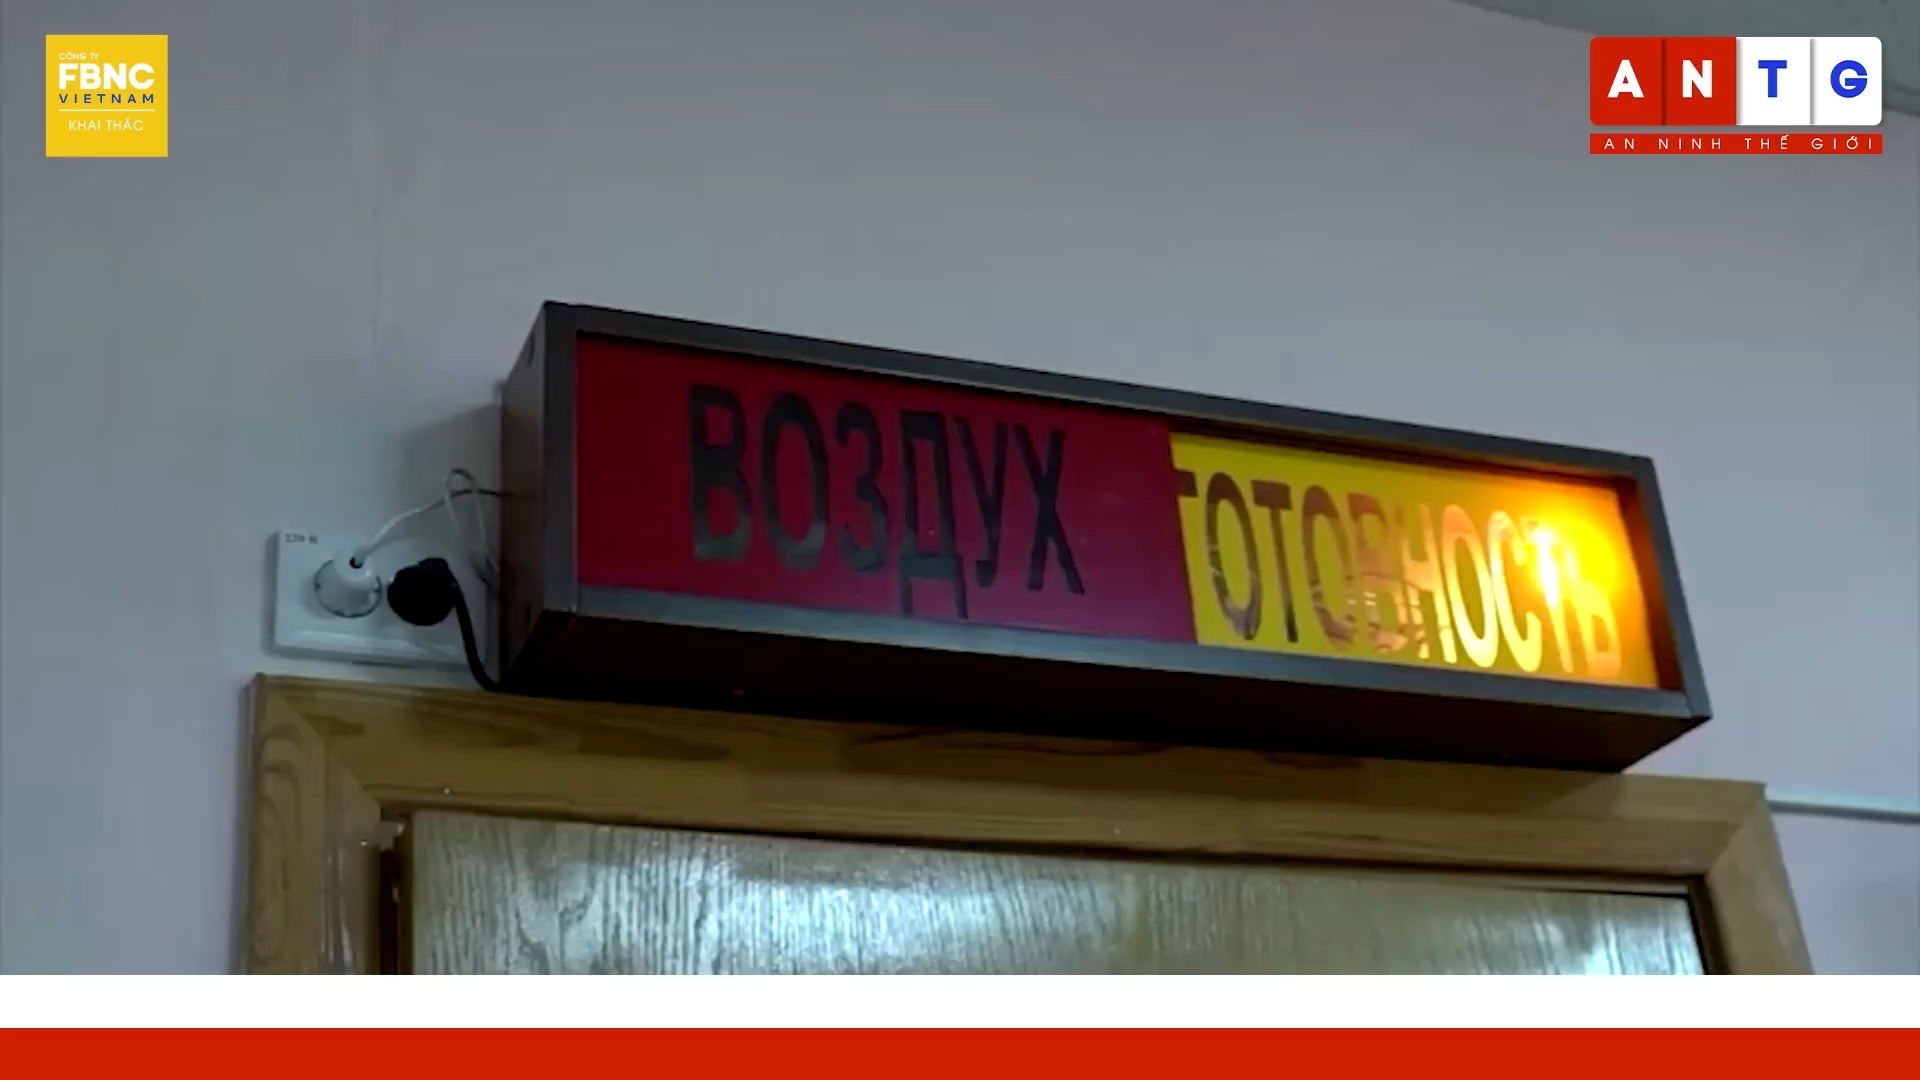 CÔNG TY
FBNC
VIETNAM
KHAI THÁC
ANTG
AN NINH THẾ GIỚI
ВОЗДУХ
ГОТОВНОСТЬ